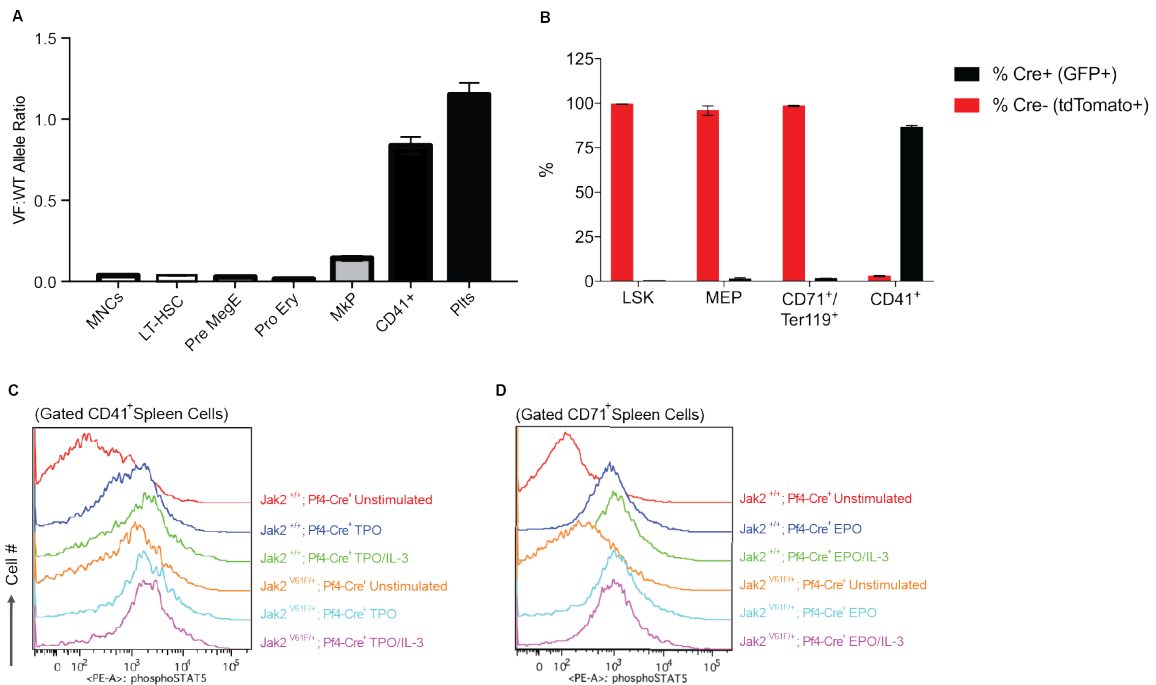 A
1.5
1.0
0.5
0.0
VF:WT Allele Ratio
MNCs
LT-HSC
Pre MegE
Pro Ery
MkP
CD41+
Plts
B
125
100
75
50
25
0
%
LSK
MEP
CD71+/
Ter119+
CD41+
% Cre+ (GFP+)
% Cre- (tdTomato+)
C
(Gated CD41+Spleen Cells)
Jak2 +/+; Pf4-Cre+ Unstimulated
Jak2 +/+; Pf4-Cre+ TPO
Jak2 +/+; Pf4-Cre+ TPO/IL-3
Jak2 V61F/+; Pf4-Cre+ Unstimulated
Jak2 V61F/+; Pf4-Cre+ TPO
Jak2 V61F/+; Pf4-Cre+ TPO/IL-3
Cell #
0 10² 10³ 10⁴ 10⁵
<PE-A>: phosphoSTAT5
D
(Gated CD71+Spleen Cells)
Jak2 +/+; Pf4-Cre+ Unstimulated
Jak2 +/+; Pf4-Cre+ EPO
Jak2 +/+; Pf4-Cre+ EPO/IL-3
Jak2 V61F/+; Pf4-Cre+ Unstimulated
Jak2 V61F/+; Pf4-Cre+ EPO
Jak2 V61F/+; Pf4-Cre+ EPO/IL-3
0 10² 10³ 10⁴ 10⁵
<PE-A>: phosphoSTAT5